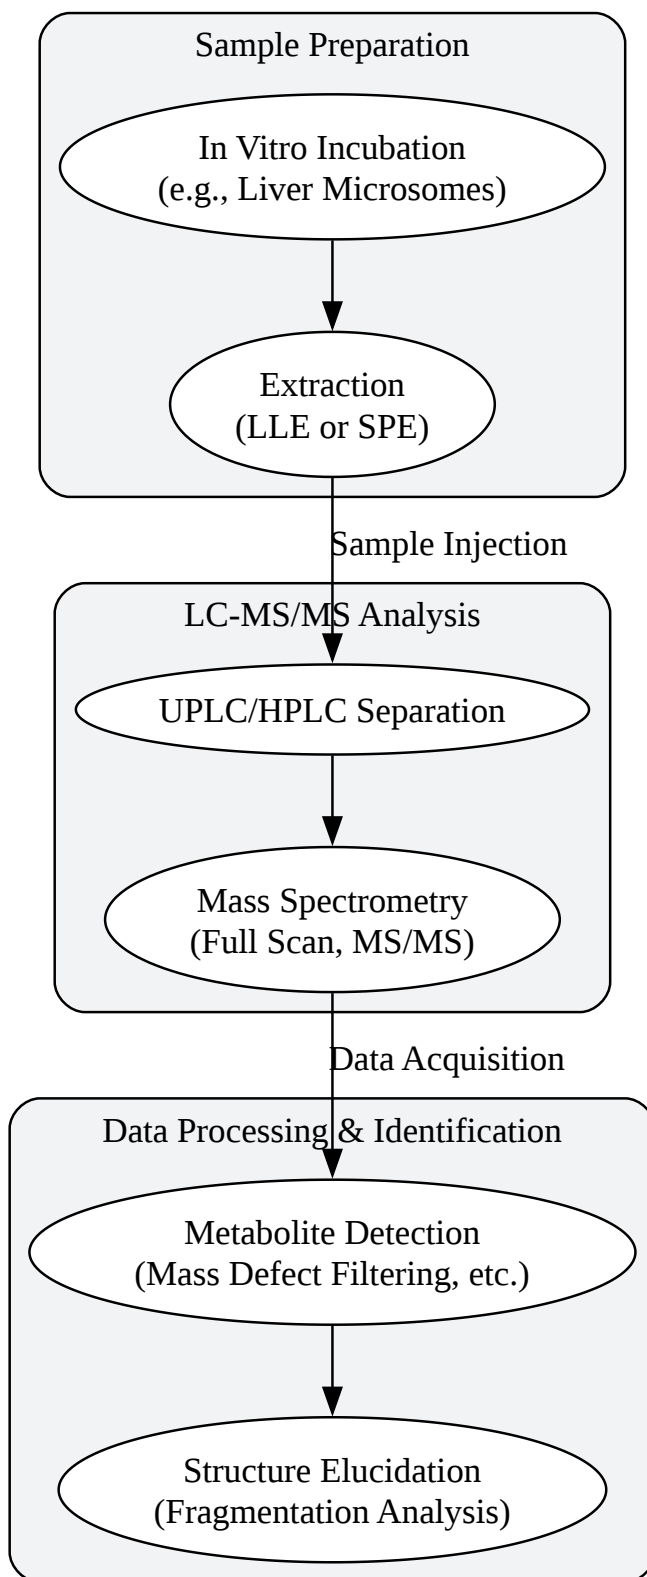 Sample Preparation
In Vitro Incubation
(e.g., Liver Microsomes)
Extraction
(LLE or SPE)
Sample Injection
LC-MS/MS Analysis
UPLC/HPLC Separation
Mass Spectrometry
(Full Scan, MS/MS)
Data Acquisition
Data Processing & Identification
Metabolite Detection
(Mass Defect Filtering, etc.)
Structure Elucidation
(Fragmentation Analysis)